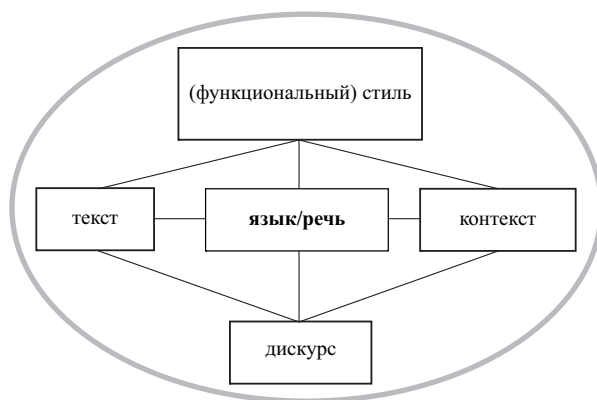 (функциональный) стиль
текст
язык/речь
контекст
дискурс